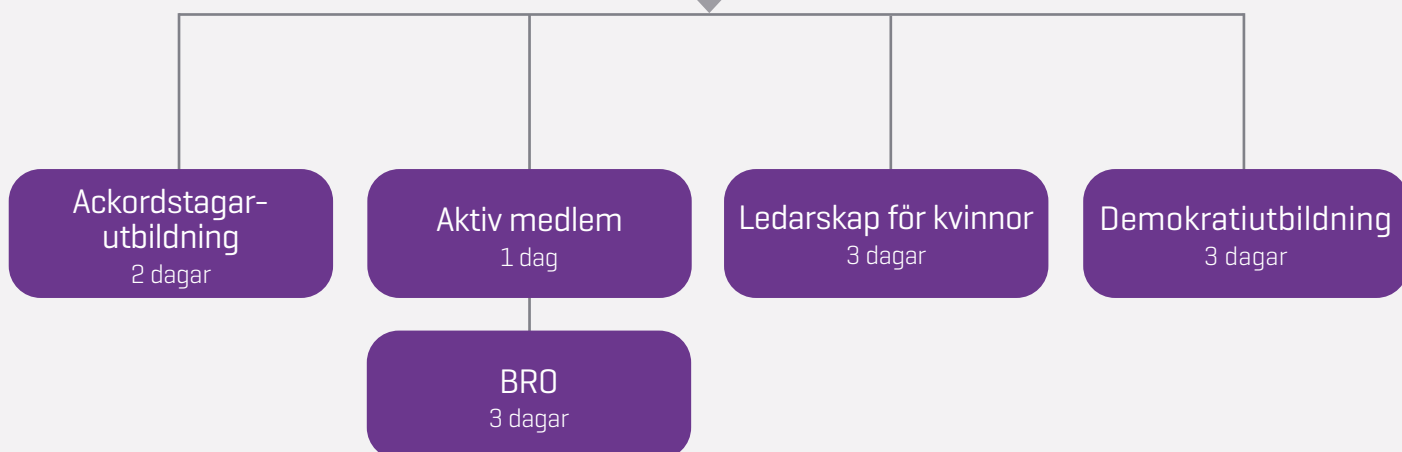 Ackordstagar-
utbildning
2 dagar
Aktiv medlem
1 dag
Ledarskap för kvinnor
3 dagar
Demokratiutbildning
3 dagar
BRO
3 dagar